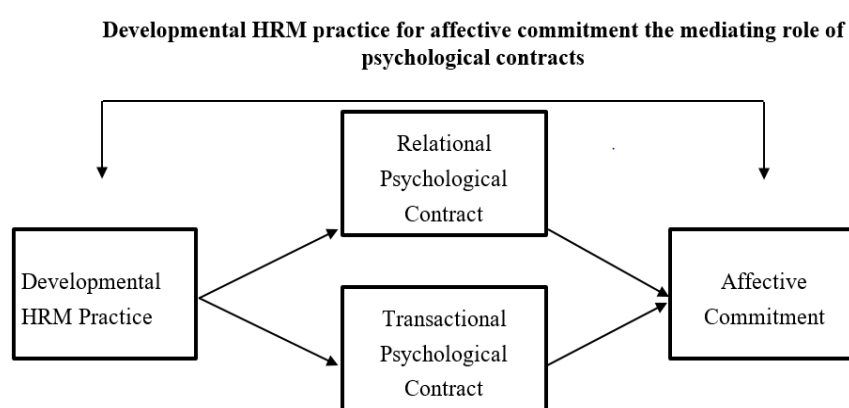 Developmental HRM practice for affective commitment the mediating role of
psychological contracts
Relational
Psychological
Contract
Developmental
HRM Practice
Affective
Commitment
Transactional
Psychological
Contract